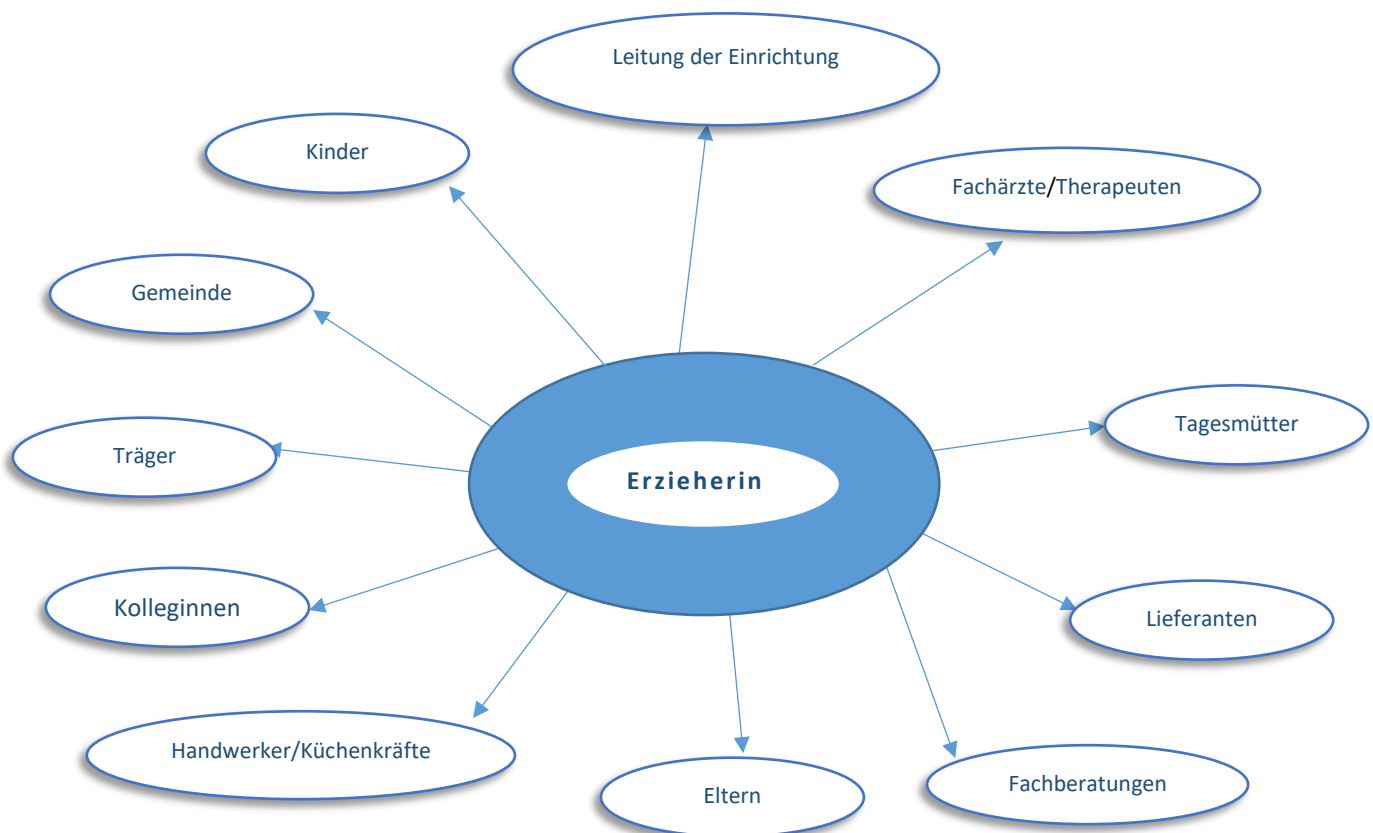 Leitung der Einrichtung
Kinder
Fachärzte/Therapeuten
Gemeinde
Tagesmütter
Träger
Erzieherin
Kolleginnen
Lieferanten
Handwerker/Küchenkräfte
Eltern
Fachberatungen